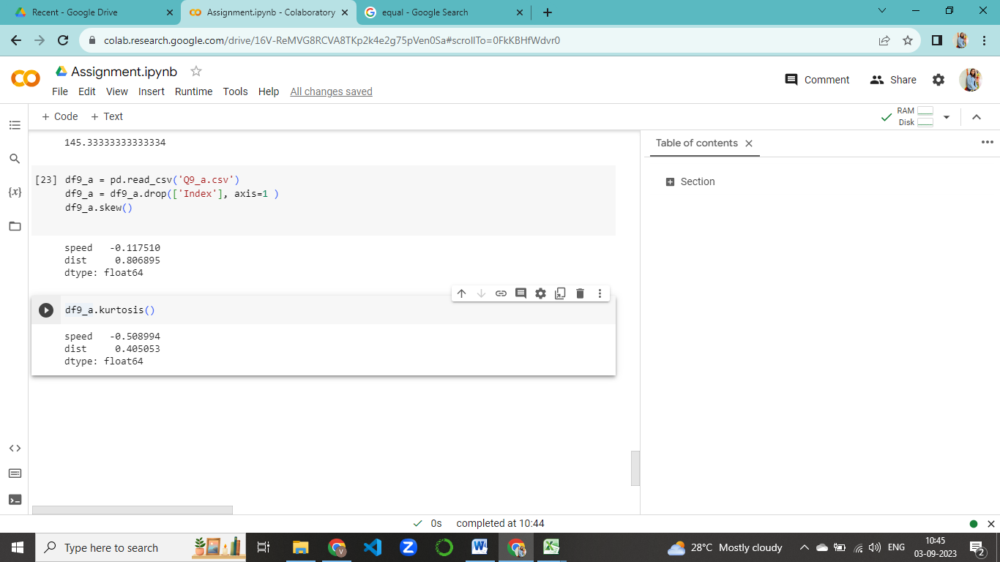 Recent - Google Drive
Assignment.ipynb - Colaboratory
equal - Google Search
colab.research.google.com/drive/16V-ReMVG8RCVA8TKp2k4e2g75pVen0Sa#scrollTo=0FkKBHfWdvr0
CO
Assignment.ipynb
Comment
Share
File Edit View Insert Runtime Tools Help All changes saved
+ Code + Text
RAM
Disk
Table of contents
Section
{x}
145.33333333333334
[23] df9_a = pd.read_csv('Q9_a.csv')
df9_a = df9_a.drop(['Index'], axis=1 )
df9_a.skew()
speed -0.117510
dist 0.806895
dtype: float64
df9_a.kurtosis()
speed -0.508994
dist 0.405053
dtype: float64
0s completed at 10:44
Type here to search
V
28°C Mostly cloudy
ENG
10:45
03-09-2023
2